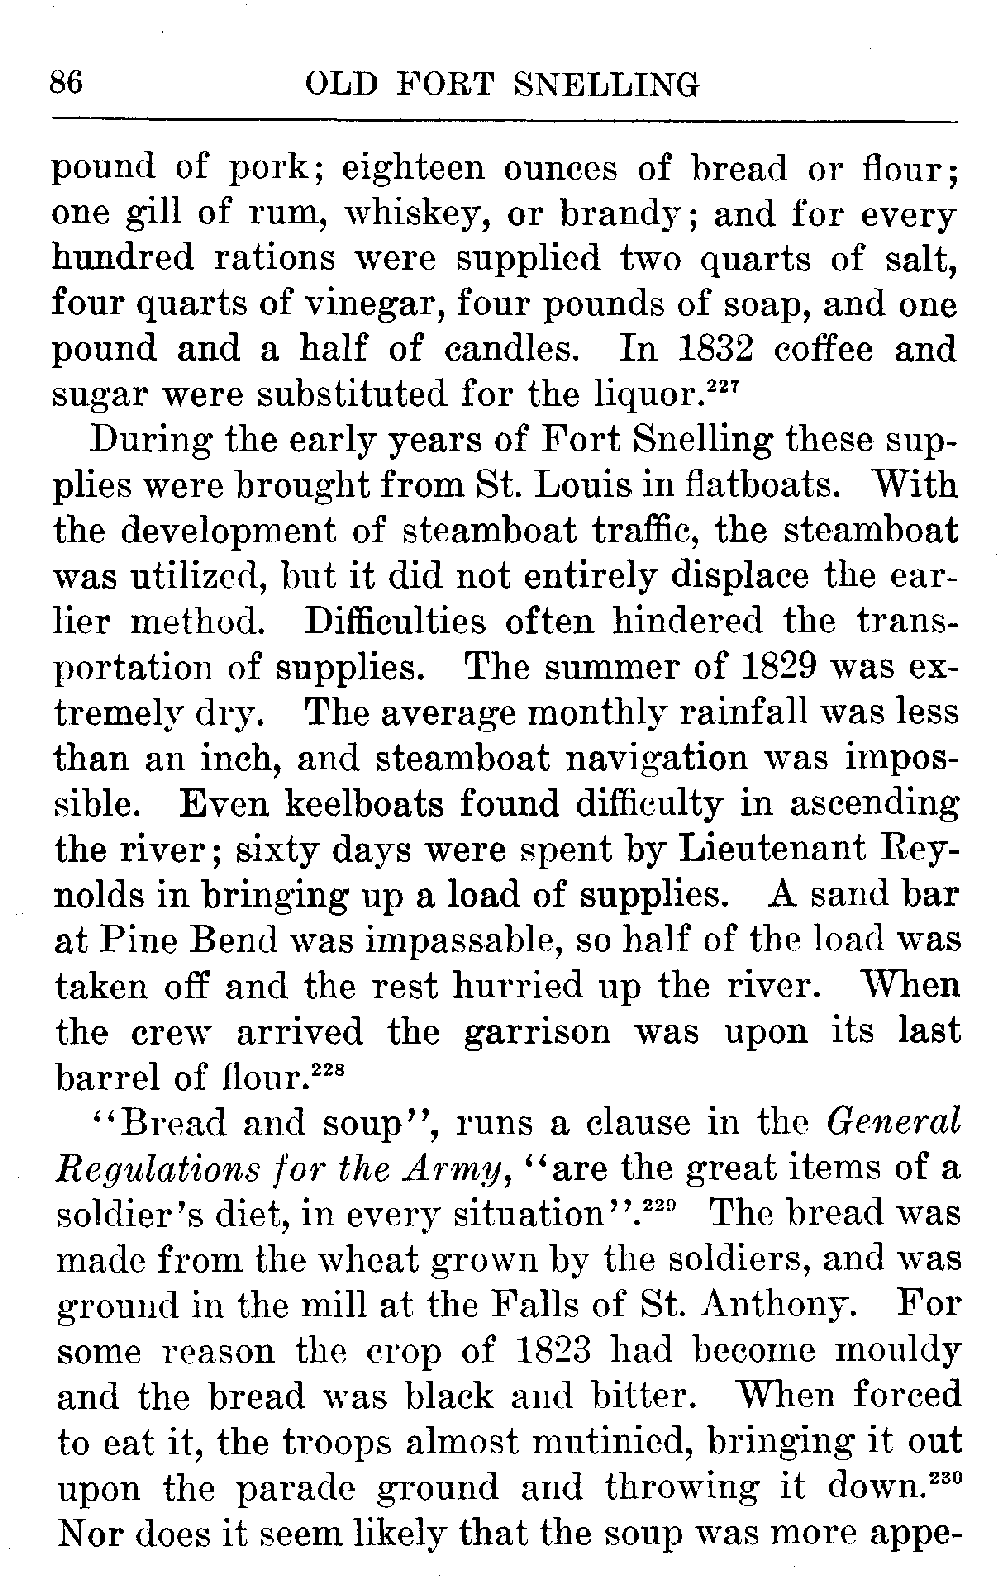 86 OLD FORT SNELLING
pound of pork; eighteen ounces of bread or flour;
one gill of rum, whiskey, or brandy; and for every
hundred rations were supplied two quarts of salt,
four quarts of vinegar, four pounds of soap, and one
pound and a half of candles. In 1832 coffee and
sugar were substituted for the liquor.²²⁷
During the early years of Fort Snelling these sup-
plies were brought from St. Louis in flatboats. With
the development of steamboat traffic, the steamboat
was utilized, but it did not entirely displace the ear-
lier method. Difficulties often hindered the trans-
portation of supplies. The summer of 1829 was ex-
tremely dry. The average monthly rainfall was less
than an inch, and steamboat navigation was impos-
sible. Even keelboats found difficulty in ascending
the river; sixty days were spent by Lieutenant Rey-
nolds in bringing up a load of supplies. A sand bar
at Pine Bend was impassable, so half of the load was
taken off and the rest hurried up the river. When
the crew arrived the garrison was upon its last
barrel of flour.²²⁸
"Bread and soup", runs a clause in the General
Regulations for the Army, "are the great items of a
soldier's diet, in every situation".²²⁹ The bread was
made from the wheat grown by the soldiers, and was
ground in the mill at the Falls of St. Anthony. For
some reason the crop of 1823 had become mouldy
and the bread was black and bitter. When forced
to eat it, the troops almost mutinied, bringing it out
upon the parade ground and throwing it down.²³⁰
Nor does it seem likely that the soup was more appe-